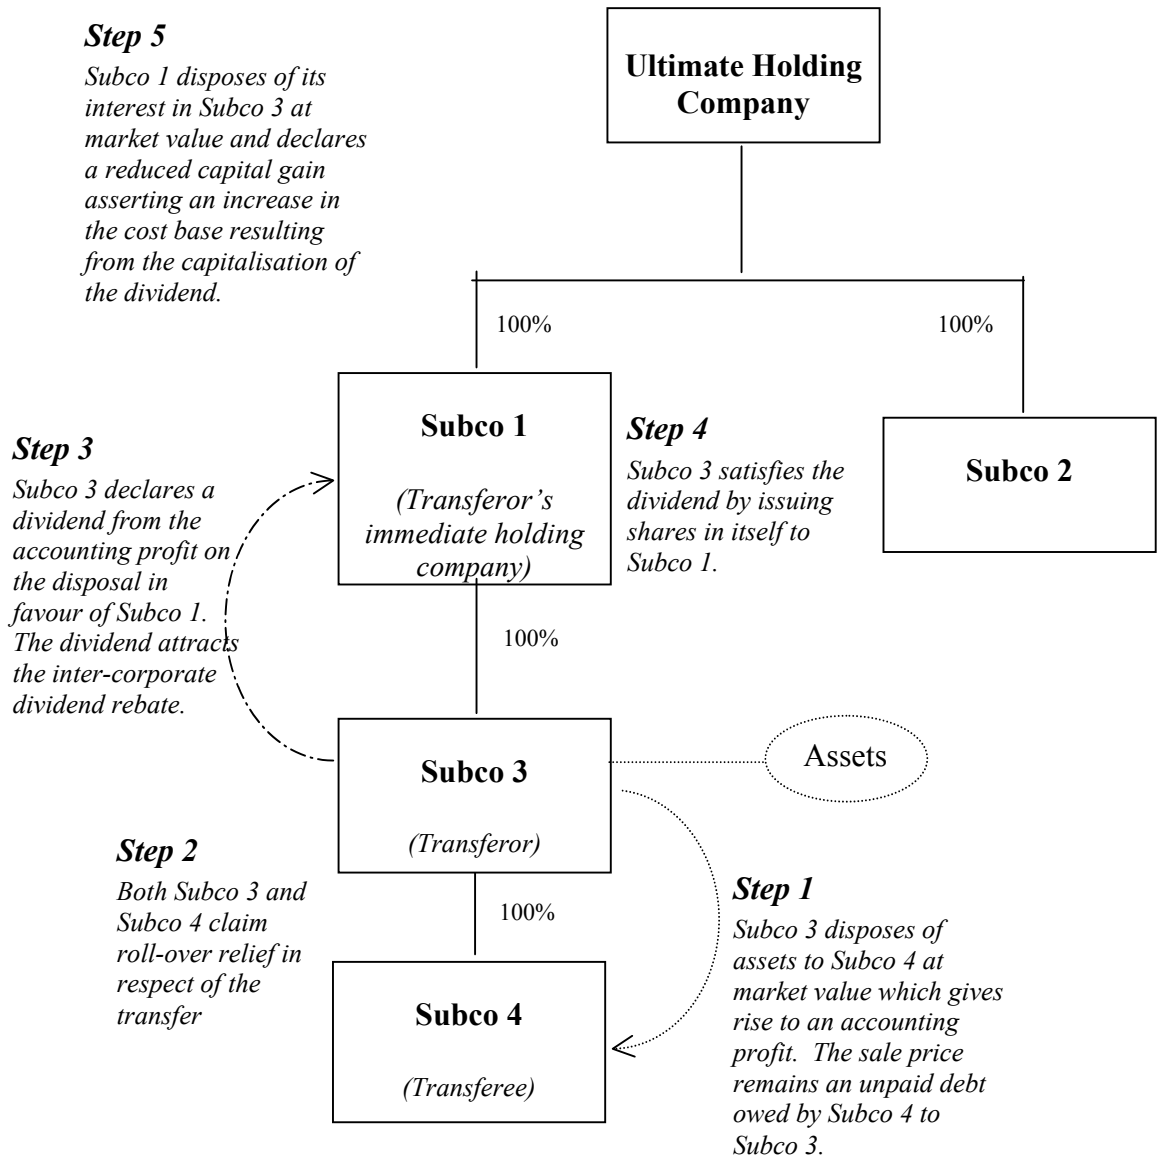 Step 5
Subco 1 disposes of its
interest in Subco 3 at
market value and declares
a reduced capital gain
asserting an increase in
the cost base resulting
from the capitalisation of
the dividend.
Ultimate Holding
Company
100%
100%
Subco 1
(Transferor’s
immediate holding
company)
Step 4
Subco 3 satisfies the
dividend by issuing
shares in itself to
Subco 1.
Subco 2
Step 3
Subco 3 declares a
dividend from the
accounting profit on
the disposal in
favour of Subco 1.
The dividend attracts
the inter-corporate
dividend rebate.
100%
Subco 3
(Transferor)
Assets
Step 2
Both Subco 3 and
Subco 4 claim
roll-over relief in
respect of the
transfer
100%
Subco 4
(Transferee)
Step 1
Subco 3 disposes of
assets to Subco 4 at
market value which gives
rise to an accounting
profit. The sale price
remains an unpaid debt
owed by Subco 4 to
Subco 3.